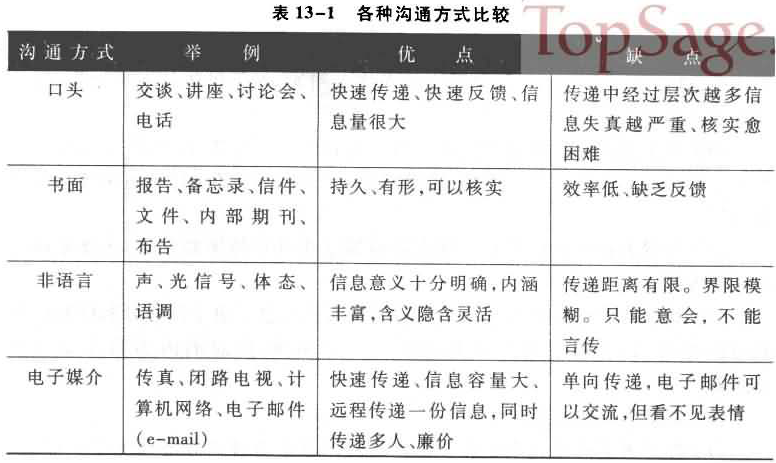 表 13-1 各种沟通方式比较
TopSage.
沟通方式 举例 优点 缺点
口头 交谈、讲座、讨论会、 快速传递、快速反馈、信 传递中经过层次越多信
电话 息量很大 息失真越严重、核实愈
困难
书面 报告、备忘录、信件、 持久、有形,可以核实 效率低、缺乏反馈
文件、内部期刊、
布告
非语言 声、光信号、体态、 信息意义十分明确,内涵 传递距离有限。界限模
语调 丰富,含义隐含灵活 糊。只能意会,不能
言传
电子媒介 传真、闭路电视、计 快速传递、信息容量大、 单向传递,电子邮件可
算机网络、电子邮件 远程传递一份信息,同时 以交流,但看不见表情
(e-mail) 传递多人、廉价